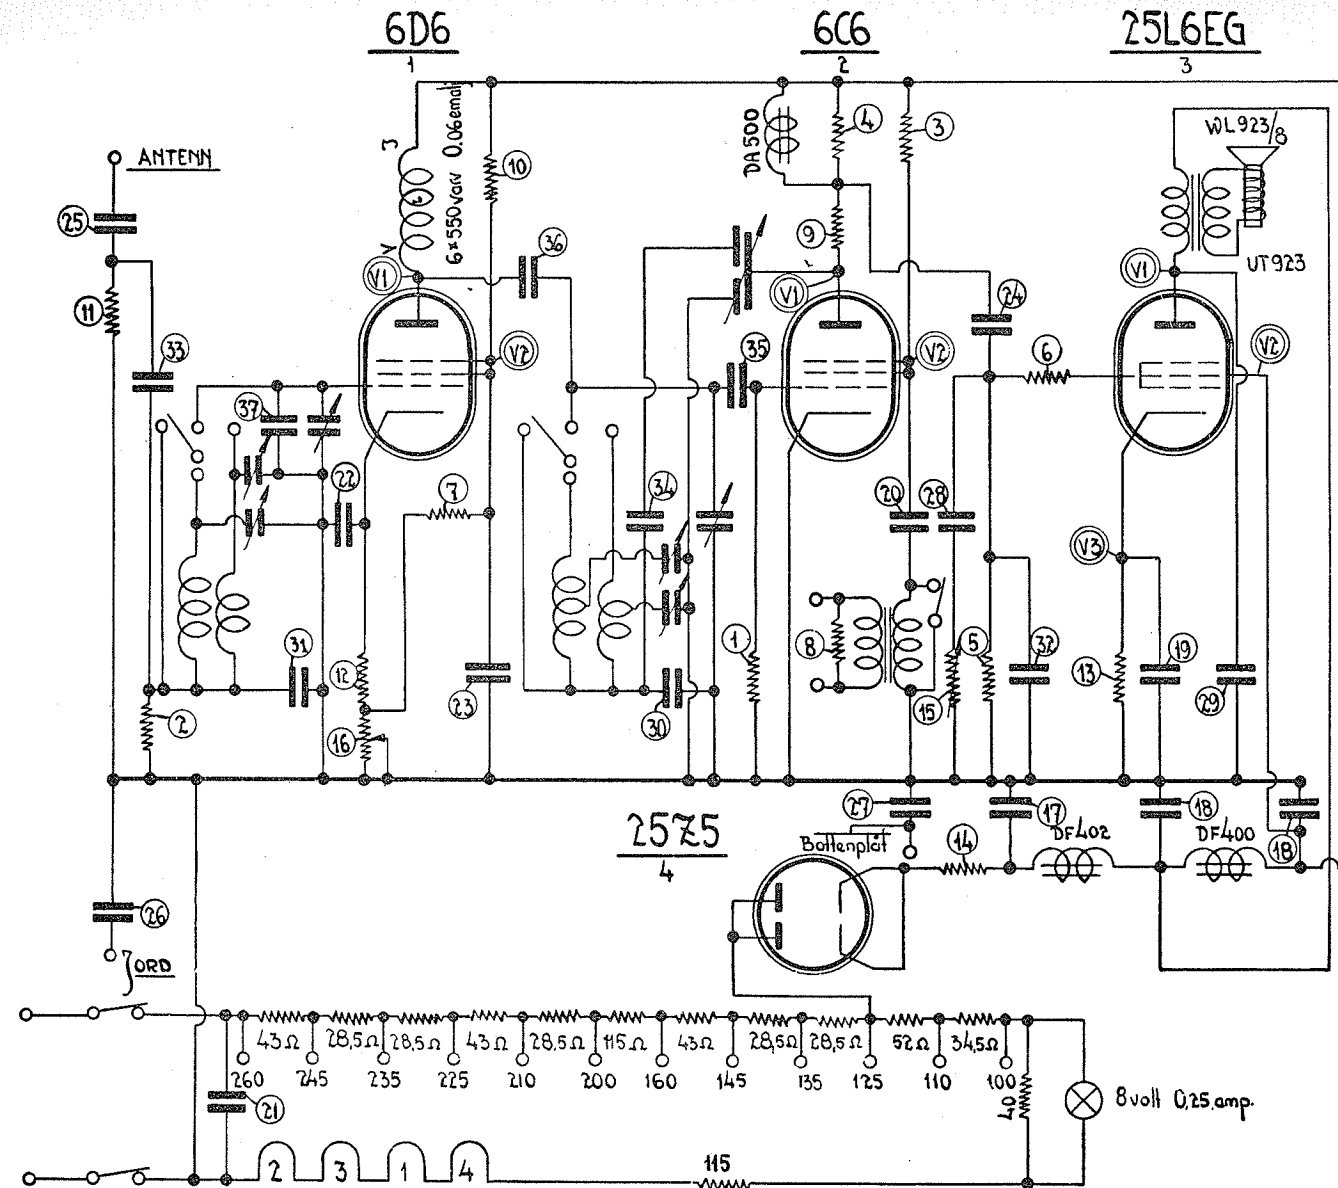 6D6
1
6C6
2
25L6EG
3
ANTENN
25
11
33
37
22
31
2
12
16
7
23
10
J
V
6x550varv 0.06emalj
V1
V2
36
DA500
4
3
9
V1
V2
35
34
30
1
8
20
28
15
5
32
24
6
WL923/8
UT923
V1
V2
V3
13
19
29
27
Bottenplåt
17
18
18
14
DF402
DF400
25Z5
4
26
JORD
43Ω 28,5Ω 28,5Ω 43Ω 28,5Ω 115Ω 43Ω 28,5Ω 28,5Ω 52Ω 34,5Ω
260 245 235 225 210 200 160 145 135 125 110 100
40
8 volt 0,25 amp.
21
2 3 1 4
115